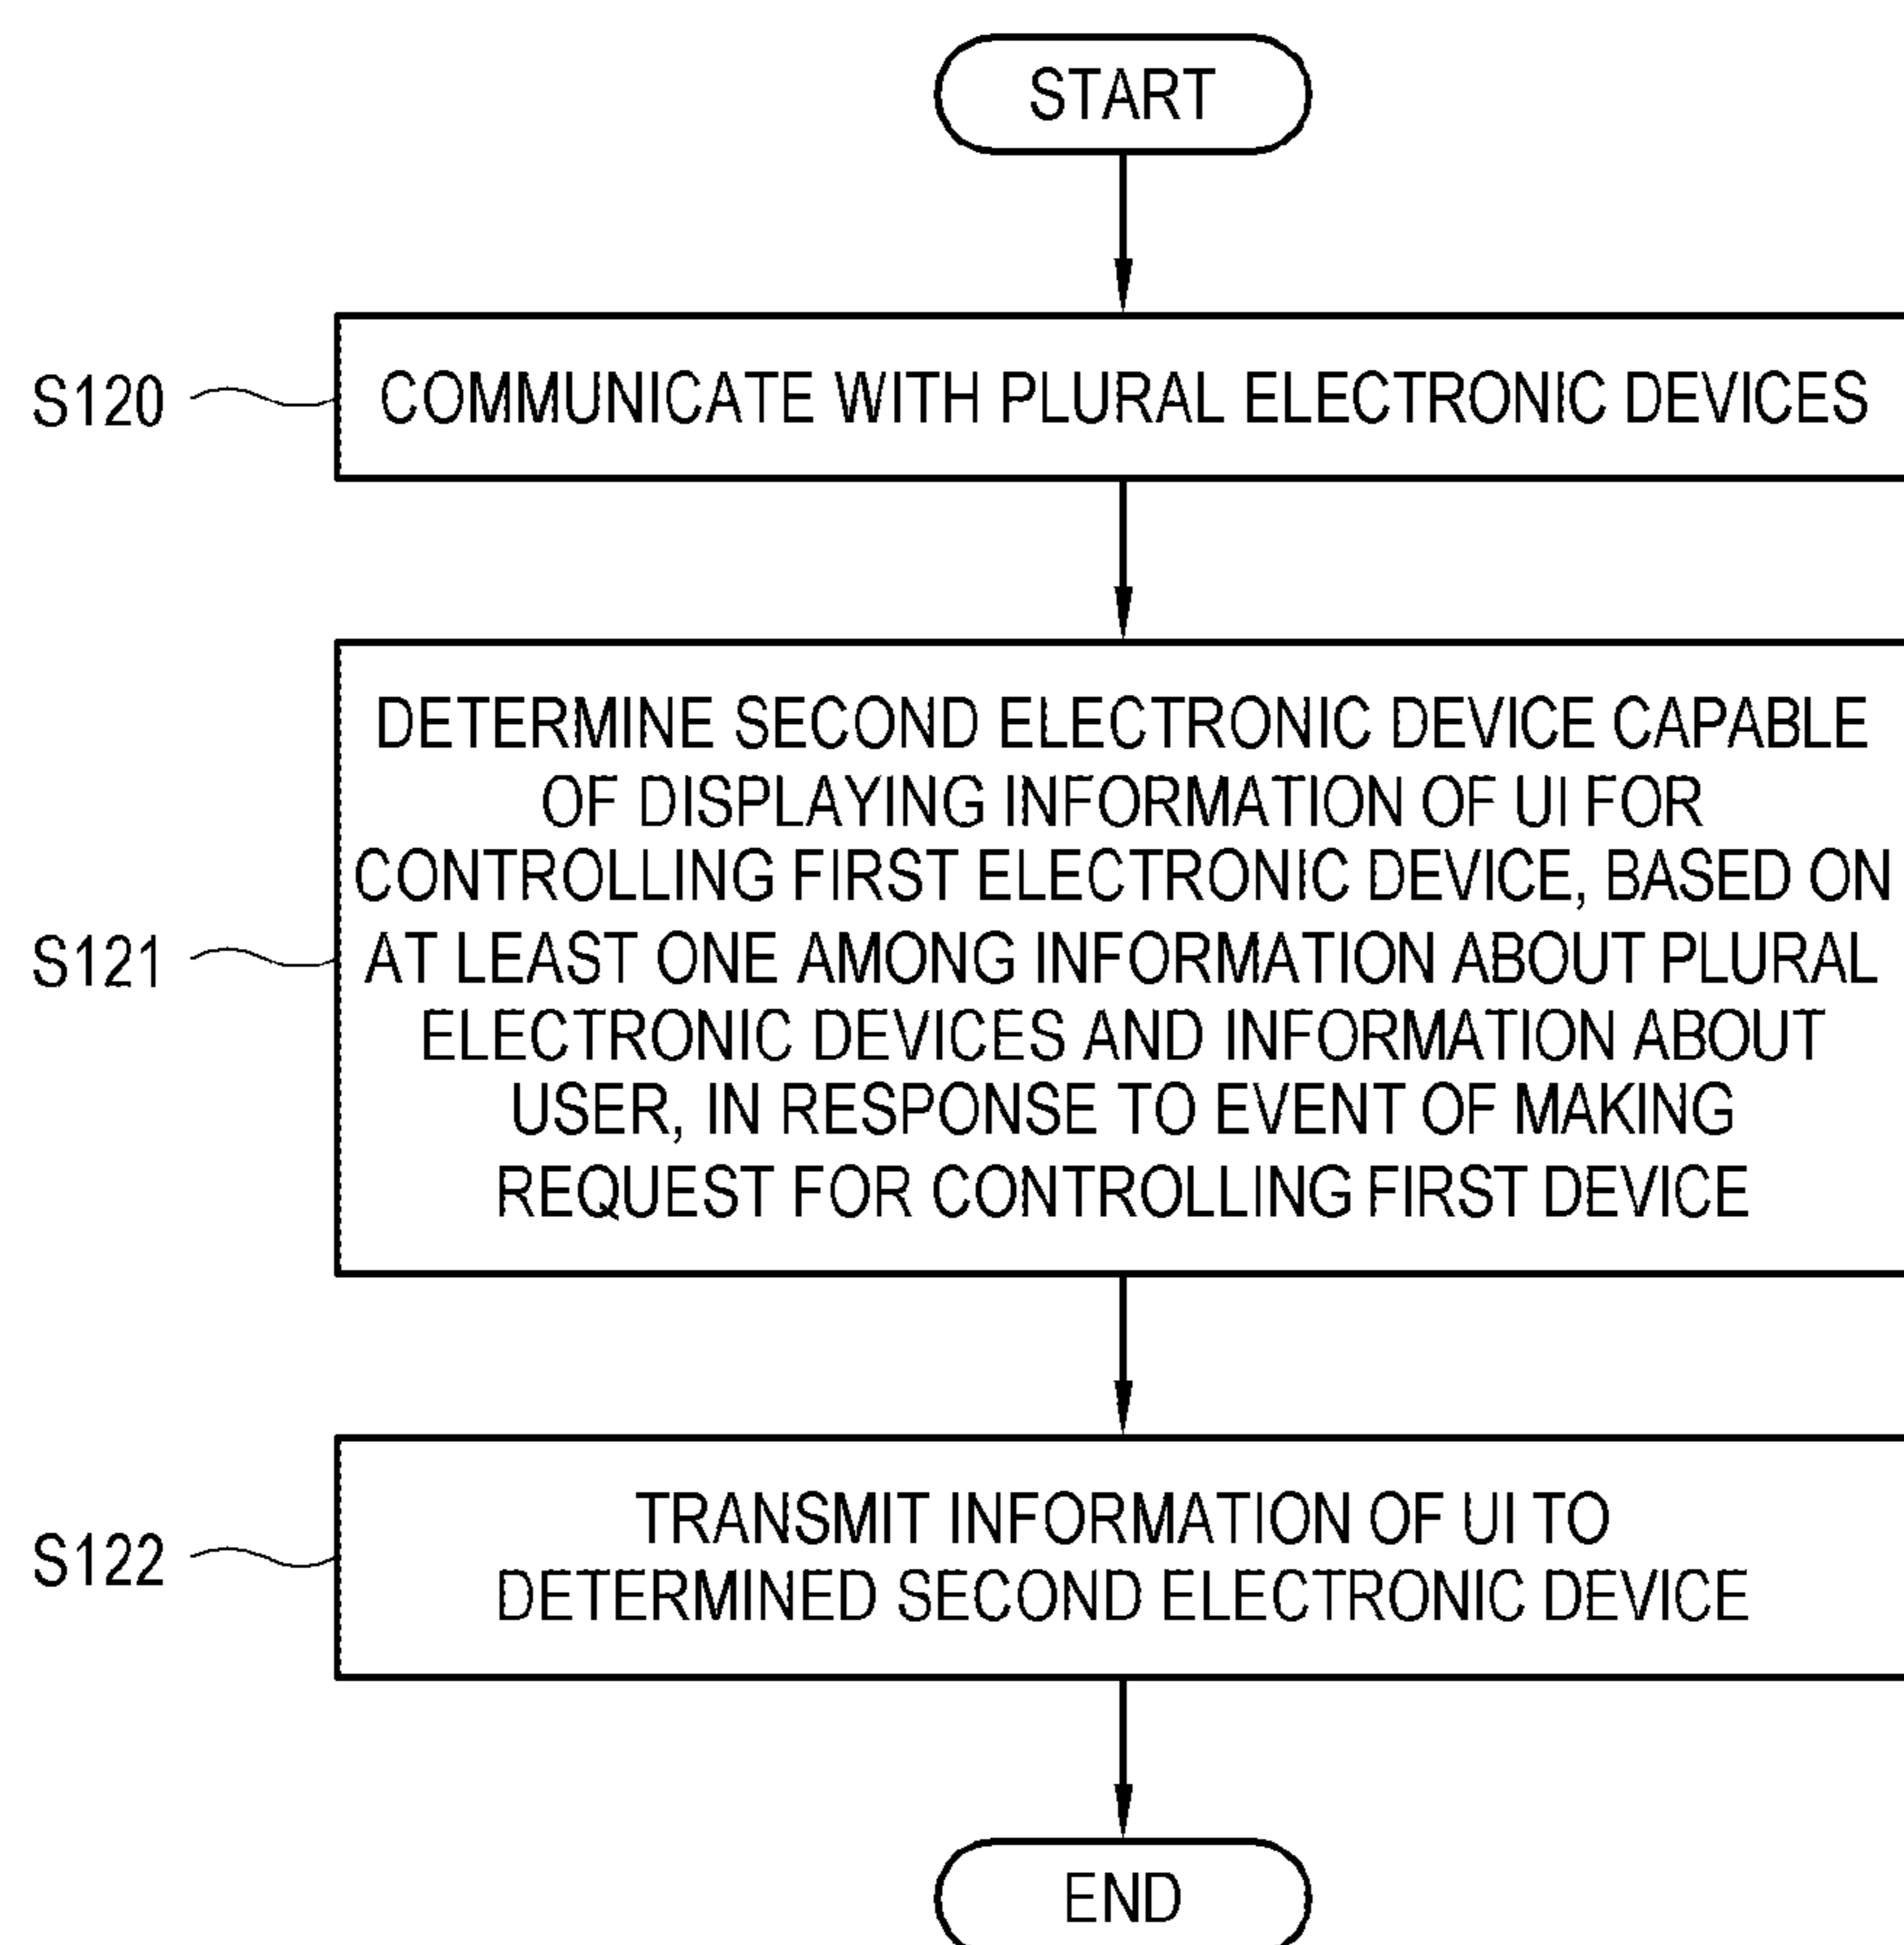 START
S120
COMMUNICATE WITH PLURAL ELECTRONIC DEVICES
DETERMINE SECOND ELECTRONIC DEVICE CAPABLE
OF DISPLAYING INFORMATION OF UI FOR
CONTROLLING FIRST ELECTRONIC DEVICE, BASED ON
S121
AT LEAST ONE AMONG INFORMATION ABOUT PLURAL
ELECTRONIC DEVICES AND INFORMATION ABOUT
USER, IN RESPONSE TO EVENT OF MAKING
REQUEST FOR CONTROLLING FIRST DEVICE
S122
TRANSMIT INFORMATION OF UI TO
DETERMINED SECOND ELECTRONIC DEVICE
END